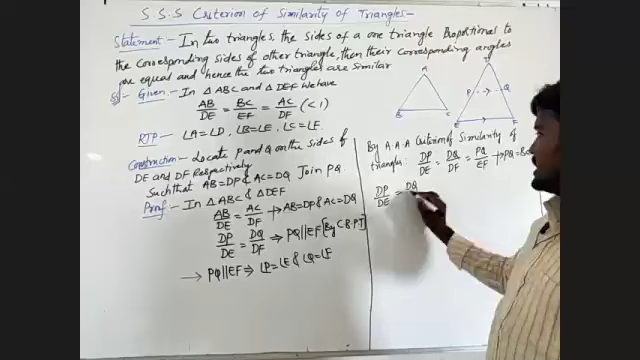 S.S.S Criterion of Similarity of Triangles-
Statement - In two triangles, the sides of a one triangle Proportional to
the corresponding sides of other triangle, then their corresponding angles
are equal and hence the two triangles are similar
Given:- In △ABC and △DEF We have
AB/DE = BC/EF = AC/DF (<1)
RTP - ∠A=∠D, ∠B=∠E, ∠C=∠F.
Construction - Locate P and Q on the sides of
DE and DF Respectively
Such that AB=DP & AC=DQ Join PQ
Proof - In △ABC & △DEF
AB/DE = AC/DF → AB=DP & AC=DQ
DP/DE = DQ/DF → PQ||EF [By C.B.PT]
→ PQ||EF ⇒ ∠P=∠E & ∠Q=∠F
A
B C
D
P Q
E
By A.A.A Criterion of Similarity of
triangles DP/DE = DQ/DF = PQ/EF → PQ=
DP/DE = DQ